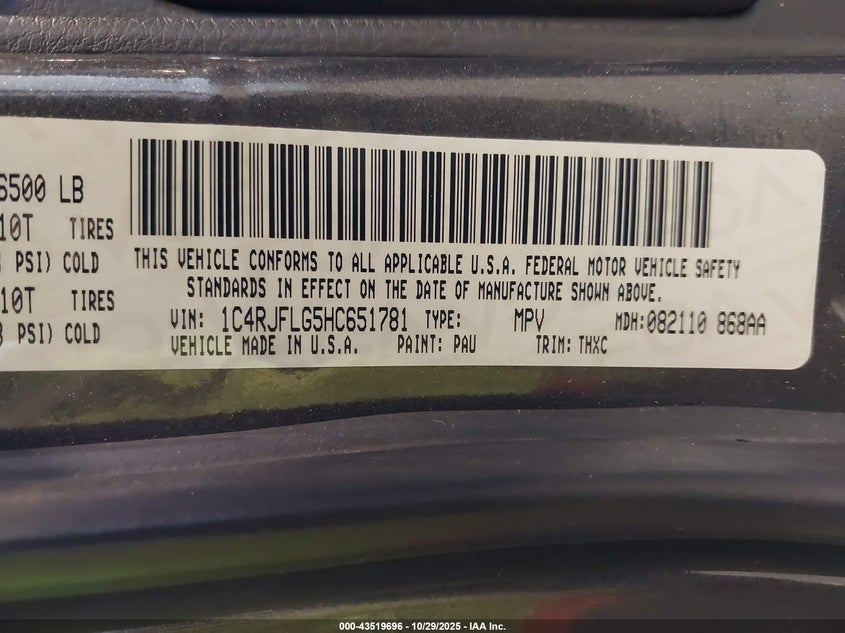 6500 LB
10T TIRES
PSI) COLD
10T TIRES
PSI) COLD
THIS VEHICLE CONFORMS TO ALL APPLICABLE U.S.A. FEDERAL MOTOR VEHICLE SAFETY
STANDARDS IN EFFECT ON THE DATE OF MANUFACTURE SHOWN ABOVE.
VIN: 1C4RJFLG5HC651781 TYPE: MPV MDH:082110 868AA
VEHICLE MADE IN U.S.A. PAINT: PAU TRIM: THXC
000-43519696 - 10/29/2025 - IAA Inc.